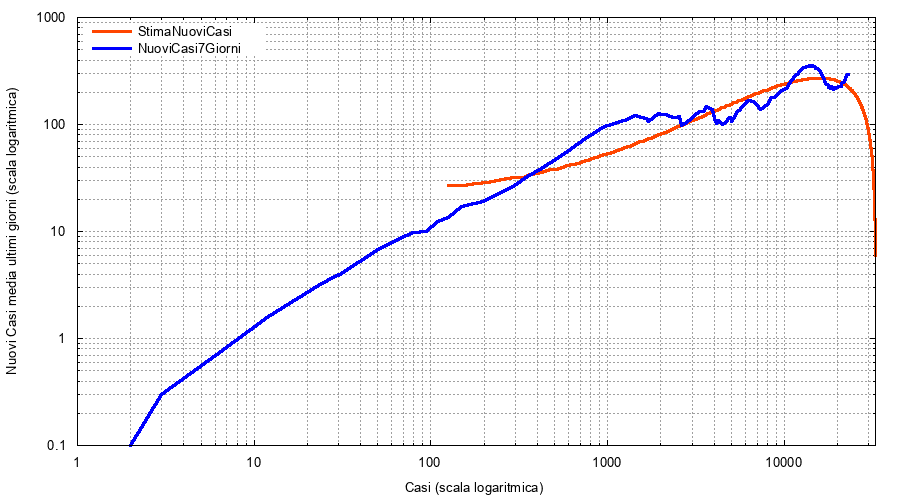 1000
100
10
1
0.1
StimaNuoviCasi
NuoviCasi7Giorni
Nuovi Casi media ultimi giorni (scala logaritmica)
1 10 100 1000 10000
Casi (scala logaritmica)